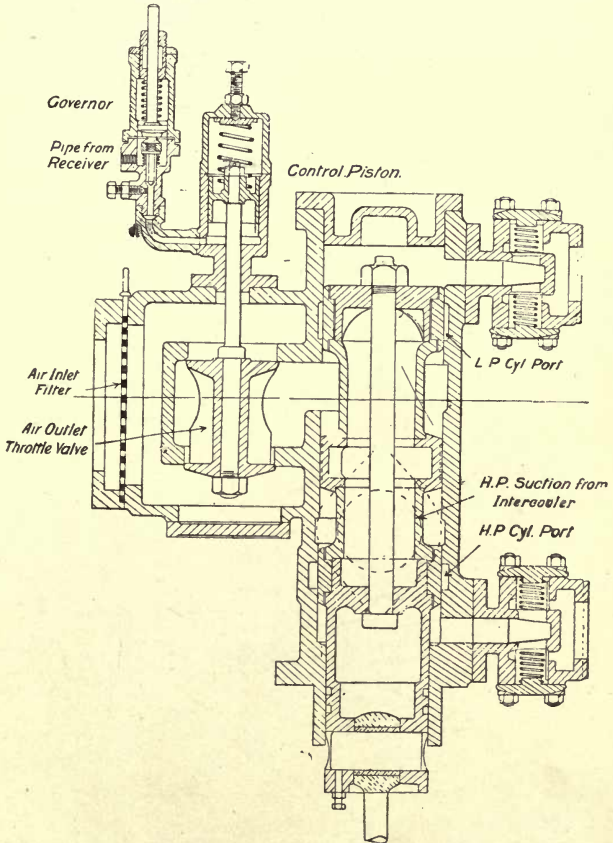 Governor
Pipe from
Receiver
Control Piston.
L P Cyl Port
Air Inlet
Filter
Air Outlet
Throttle Valve
H.P. Suction from
Intercooler
H.P Cyl. Port